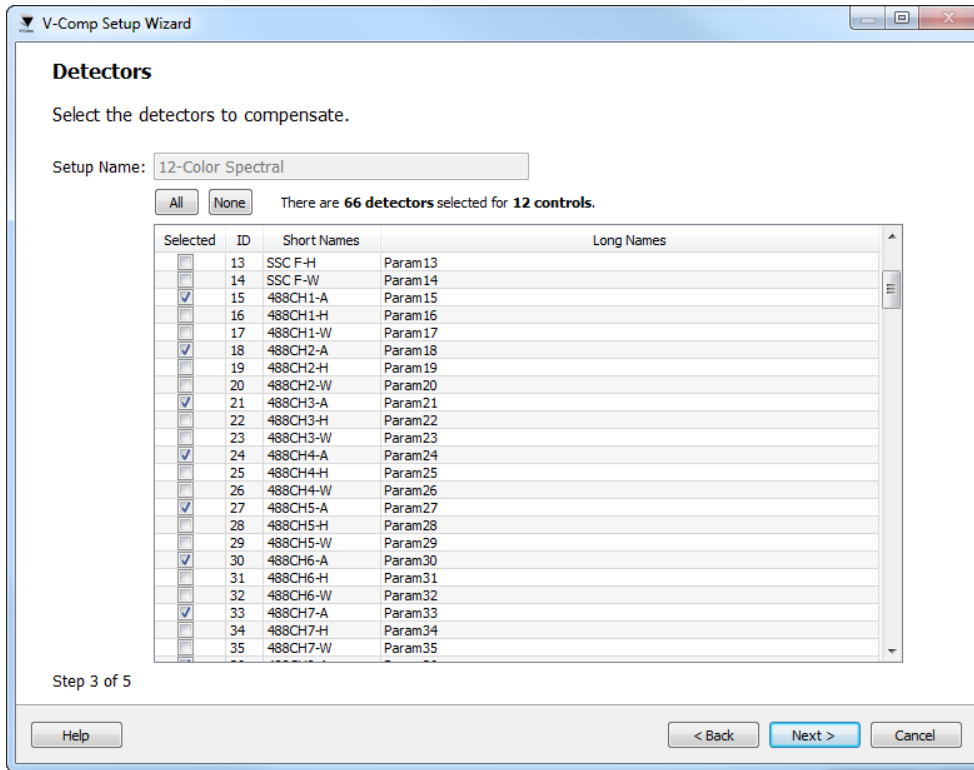 V-Comp Setup Wizard
Detectors
Select the detectors to compensate.
Setup Name: 12-Color Spectral
All None There are 66 detectors selected for 12 controls.
Selected ID Short Names Long Names
13 SSC F-H Param13
14 SSC F-W Param14
15 488CH1-A Param15
16 488CH1-H Param16
17 488CH1-W Param17
18 488CH2-A Param18
19 488CH2-H Param19
20 488CH2-W Param20
21 488CH3-A Param21
22 488CH3-H Param22
23 488CH3-W Param23
24 488CH4-A Param24
25 488CH4-H Param25
26 488CH4-W Param26
27 488CH5-A Param27
28 488CH5-H Param28
29 488CH5-W Param29
30 488CH6-A Param30
31 488CH6-H Param31
32 488CH6-W Param32
33 488CH7-A Param33
34 488CH7-H Param34
35 488CH7-W Param35
Step 3 of 5
Help < Back Next > Cancel